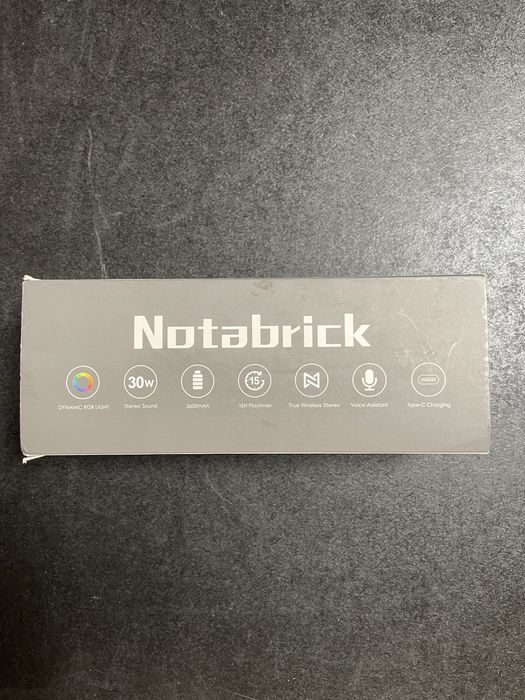 Notabrick
30W
15
DYNAMIC RGB LIGHT Stereo Sound 3600mAh 15H Playtimes True Wireless Stereo Voice Assistant Type-C Charging